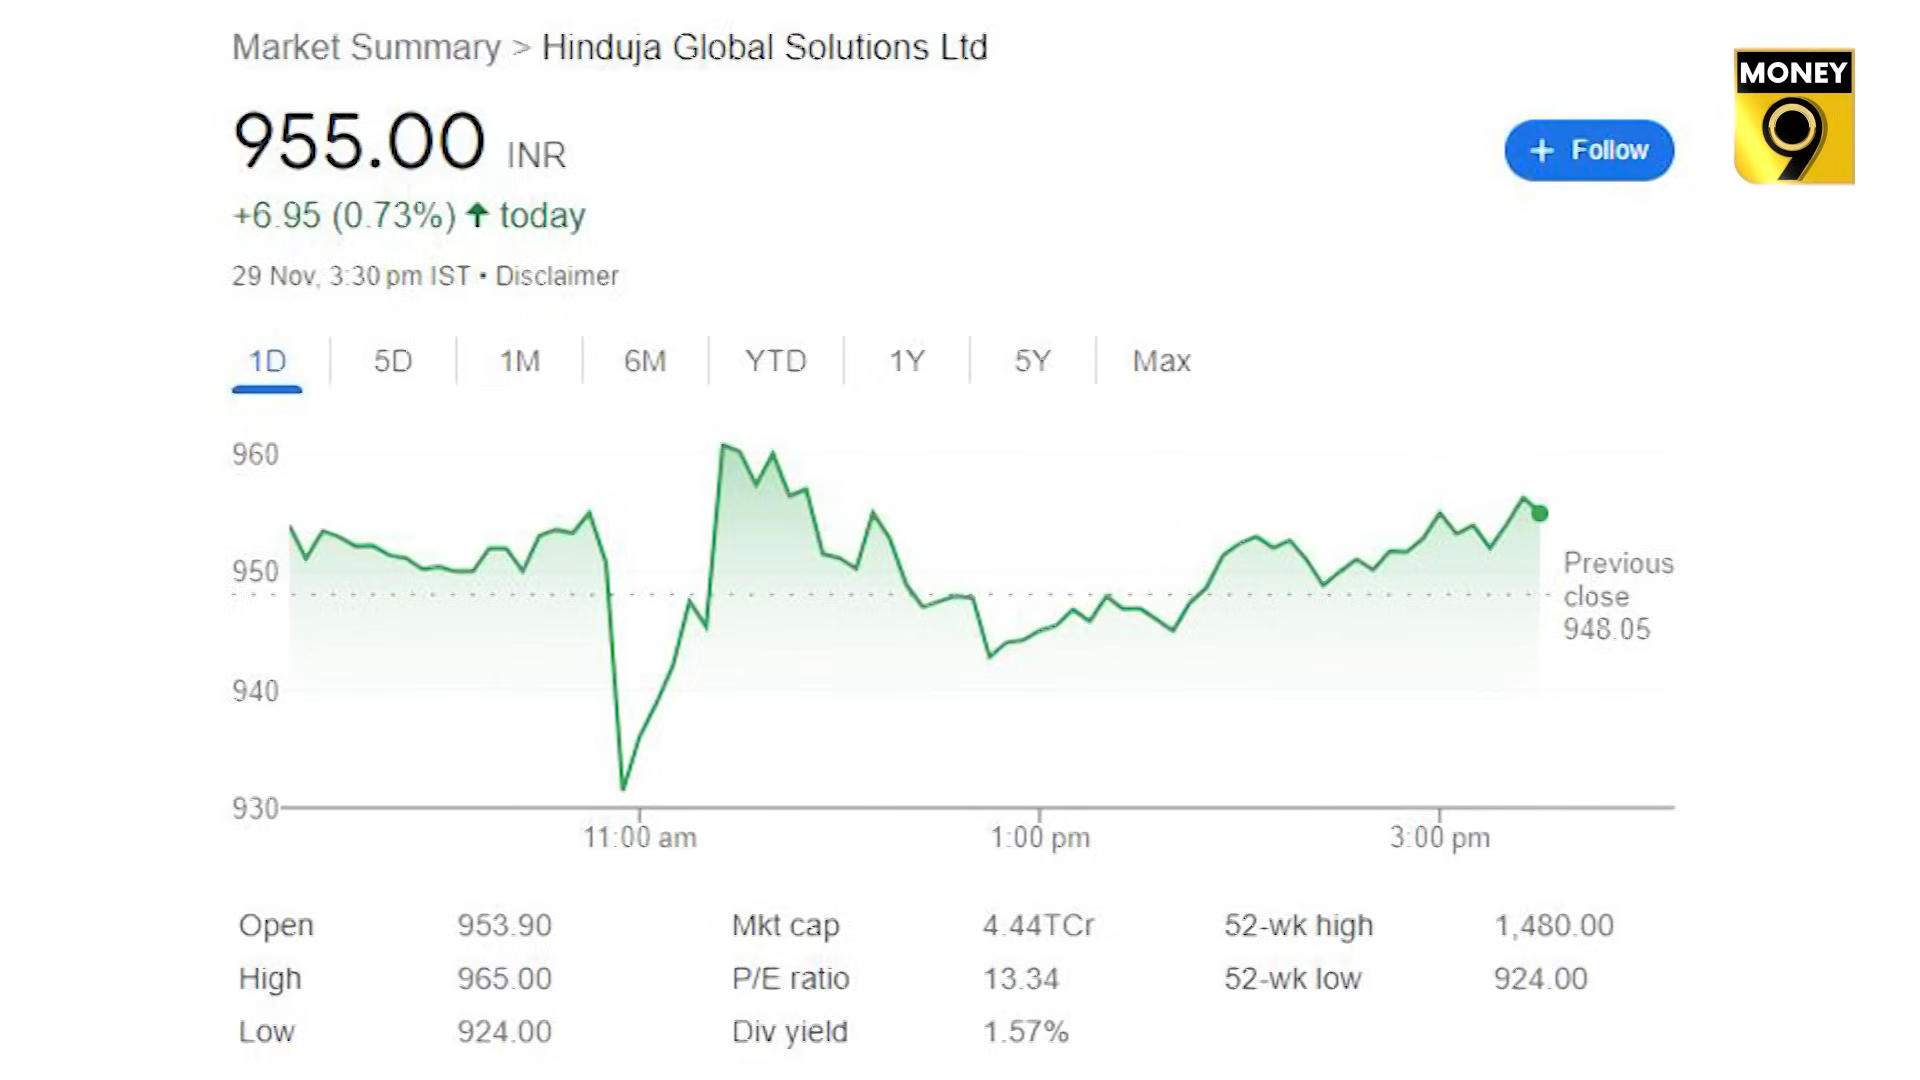 Market Summary > Hinduja Global Solutions Ltd
MONEY
9
955.00 INR
+ Follow
+6.95 (0.73%) ↑ today
29 Nov, 3:30 pm IST • Disclaimer
1D 5D 1M 6M YTD 1Y 5Y Max
960
950
940
930
Previous
close
948.05
11:00 am 1:00 pm 3:00 pm
Open 953.90 Mkt cap 4.44TCr 52-wk high 1,480.00
High 965.00 P/E ratio 13.34 52-wk low 924.00
Low 924.00 Div yield 1.57%